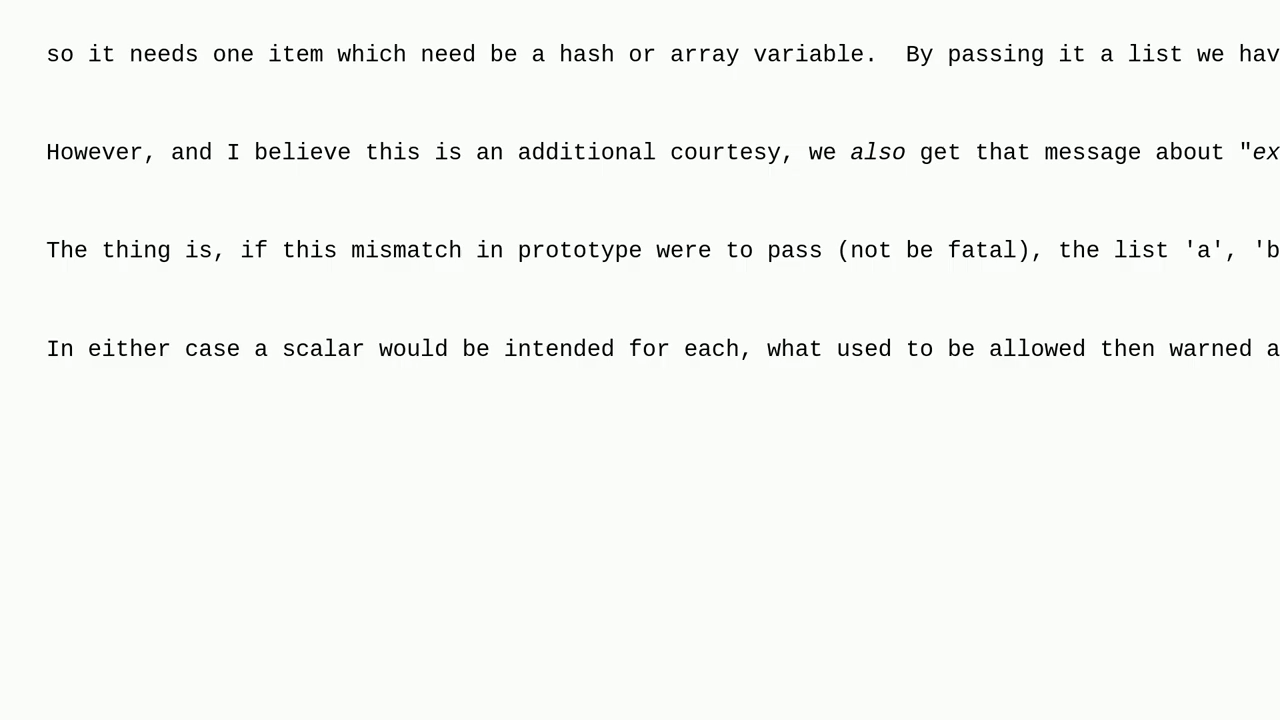 so it needs one item which need be a hash or array variable.  By passing it a list we hav
However, and I believe this is an additional courtesy, we also get that message about "ex
The thing is, if this mismatch in prototype were to pass (not be fatal), the list 'a', 'b
In either case a scalar would be intended for each, what used to be allowed then warned a